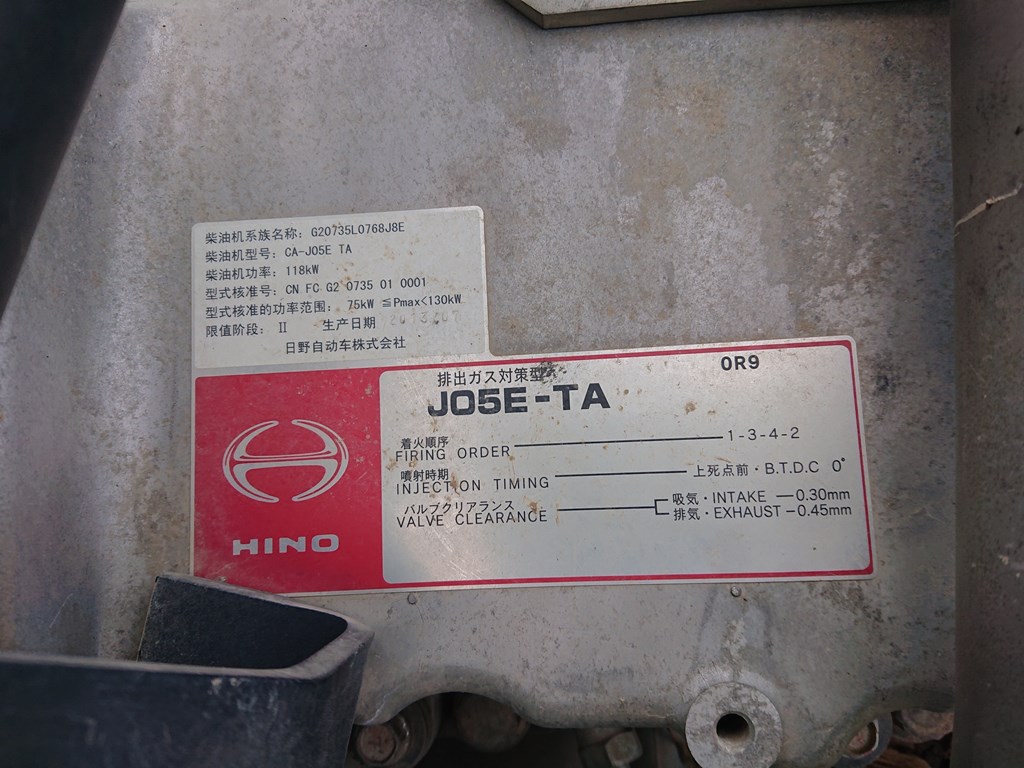 柴油机系族名称: G20735L0768J8E
柴油机型号: CA-J05E TA
柴油机功率: 118kW
型式核准号: CN FC G2 0735 01 0001
型式核准的功率范围: 75kW ≦Pmax<130kW
限值阶段: II 生产日期
日野自动车株式会社
排出ガス対策型
0R9
J05E-TA
着火順序
FIRING ORDER 1-3-4-2
噴射時期
INJECTION TIMING 上死点前・B.T.D.C 0°
バルブクリアランス
VALVE CLEARANCE
吸気・INTAKE 0.30mm
排気・EXHAUST 0.45mm
HINO